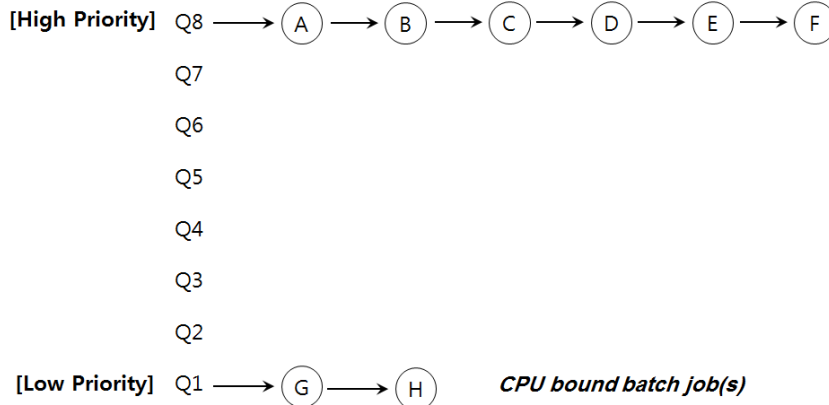 [High Priority] Q8 A B C D E F
Q7
Q6
Q5
Q4
Q3
Q2
[Low Priority] Q1 G H CPU bound batch job(s)